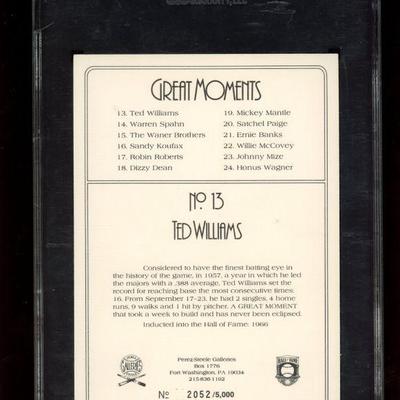 GREAT MOMENTS
13. Ted Williams
14. Warren Spahn
15. The Waner Brothers
16. Sandy Koufax
17. Robin Roberts
18. Dizzy Dean
19. Mickey Mantle
20. Satchel Paige
21. Ernie Banks
22. Willie McCovey
23. Johnny Mize
24. Honus Wagner
No 13
TED WILLIAMS
Considered to have the finest batting eye in
the history of the game, in 1957, a year in which he led
the majors with a .388 average, Ted Williams set the
record for reaching base the most consecutive times:
16. From September 17-23, he had 2 singles, 4 home
runs, 9 walks and 1 hit by pitcher. A GREAT MOMENT
that took a week to build and has never been eclipsed.
Inducted into the Hall of Fame: 1966
Perez-Steele Galleries
Box 1776
Fort Washington, PA 19034
215 836-1192
No 2052/5,000